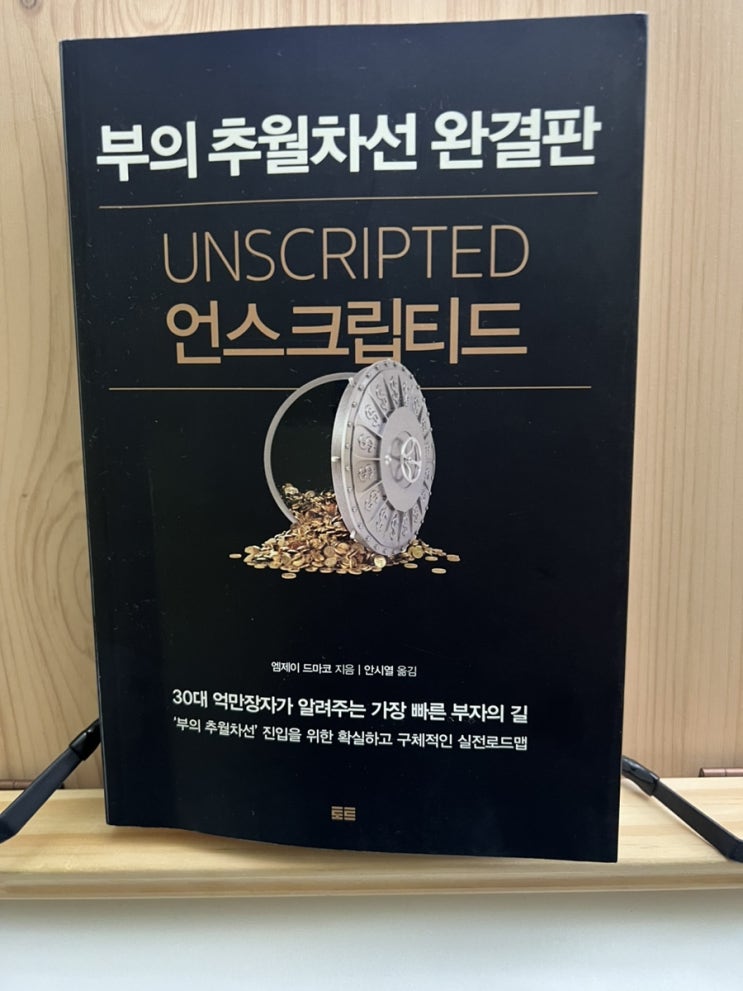 부의 추월차선 완결판
UNSCRIPTED
언스크립티드
엠제이 드마코 지음 | 안시열 옮김
30대 억만장자가 알려주는 가장 빠른 부자의 길
‘부의 추월차선’ 진입을 위한 확실하고 구체적인 실전로드맵
토트